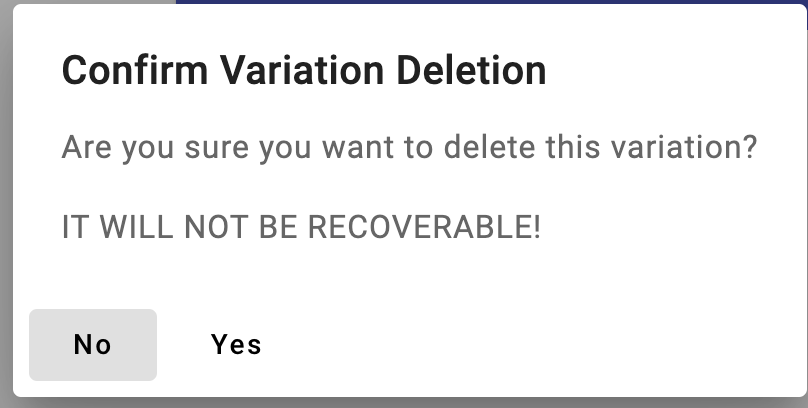 Confirm Variation Deletion
Are you sure you want to delete this variation?
IT WILL NOT BE RECOVERABLE!
No Yes